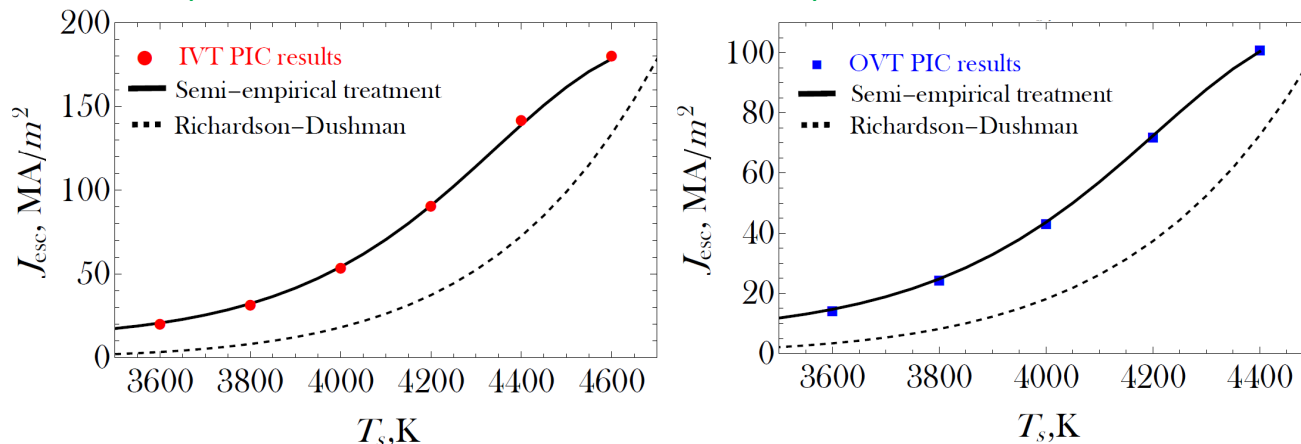 200
150
100
50
0
IVT PIC results
Semi−empirical treatment
Richardson−Dushman
J_esc, MA/m²
3600 3800 4000 4200 4400 4600
T_s,K
100
80
60
40
20
0
OVT PIC results
Semi−empirical treatment
Richardson−Dushman
J_esc, MA/m²
3600 3800 4000 4200 4400
T_s,K